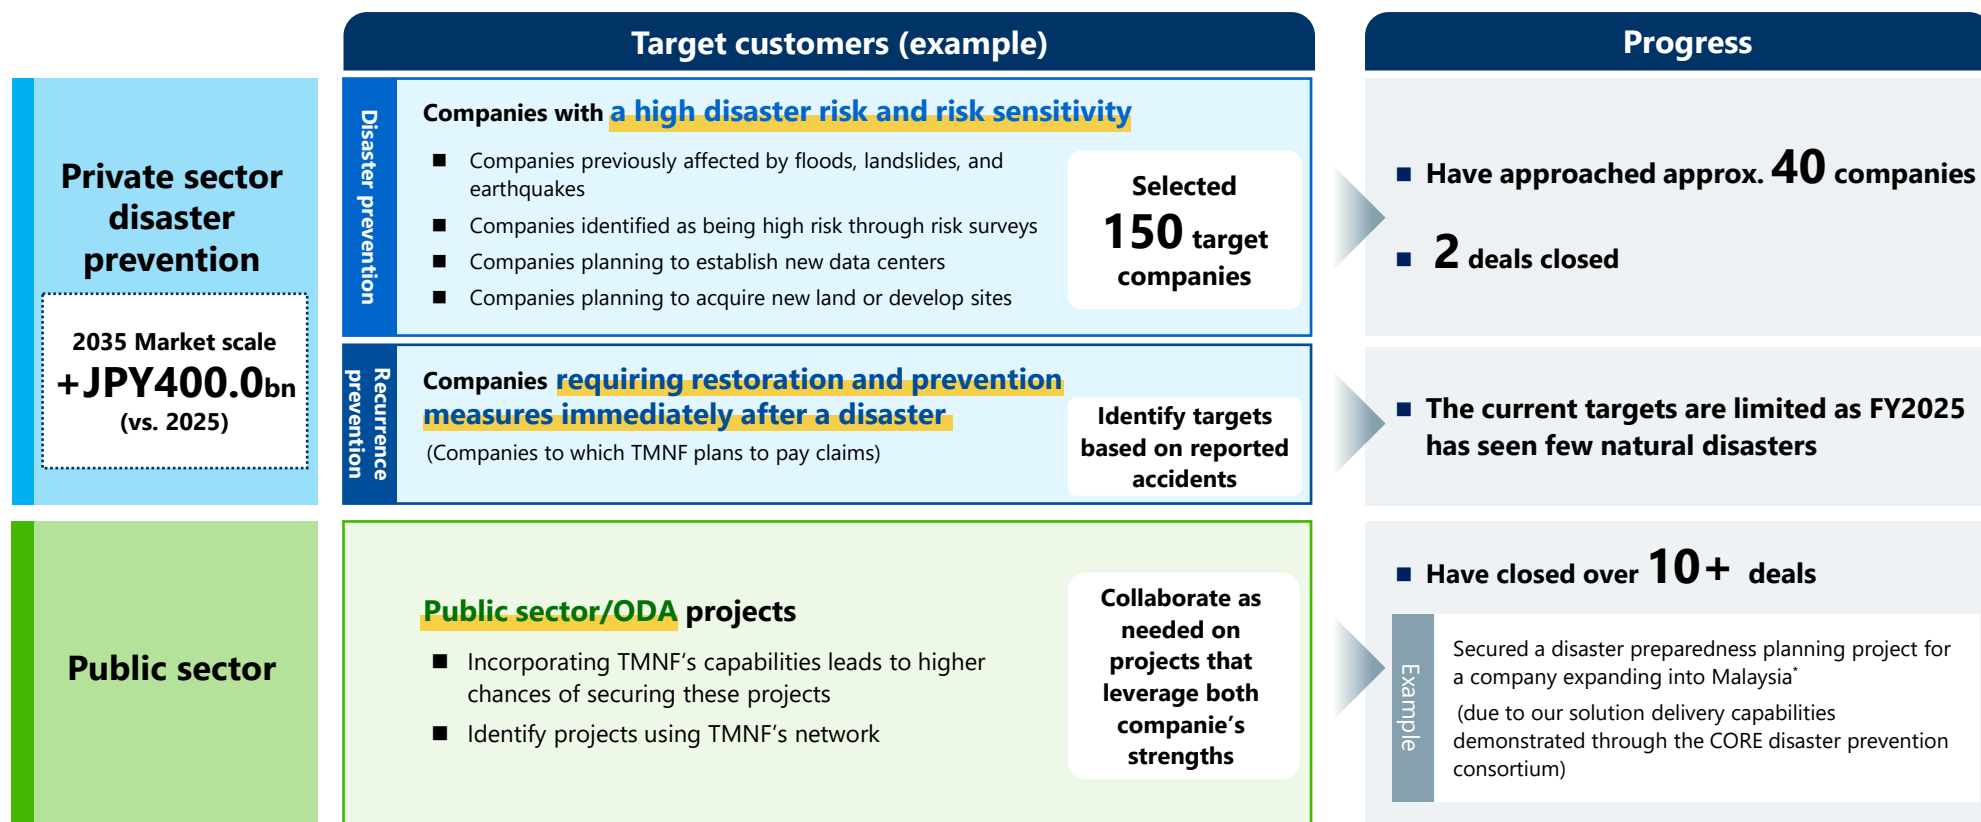 Target customers (example)
Progress
Private sector
disaster
prevention
2035 Market scale
+JPY400.0bn
(vs. 2025)
Disaster prevention
Companies with a high disaster risk and risk sensitivity
■ Companies previously affected by floods, landslides, and
earthquakes
■ Companies identified as being high risk through risk surveys
■ Companies planning to establish new data centers
■ Companies planning to acquire new land or develop sites
Selected
150 target
companies
■ Have approached approx. 40 companies
■ 2 deals closed
Recurrence
prevention
Companies requiring restoration and prevention
measures immediately after a disaster
(Companies to which TMNF plans to pay claims)
Identify targets
based on reported
accidents
■ The current targets are limited as FY2025
has seen few natural disasters
Public sector
Public sector/ODA projects
■ Incorporating TMNF‘s capabilities leads to higher
chances of securing these projects
■ Identify projects using TMNF’s network
Collaborate as
needed on
projects that
leverage both
companie’s
strengths
■ Have closed over 10+ deals
Example
Secured a disaster preparedness planning project for
a company expanding into Malaysia*
(due to our solution delivery capabilities
demonstrated through the CORE disaster prevention
consortium)